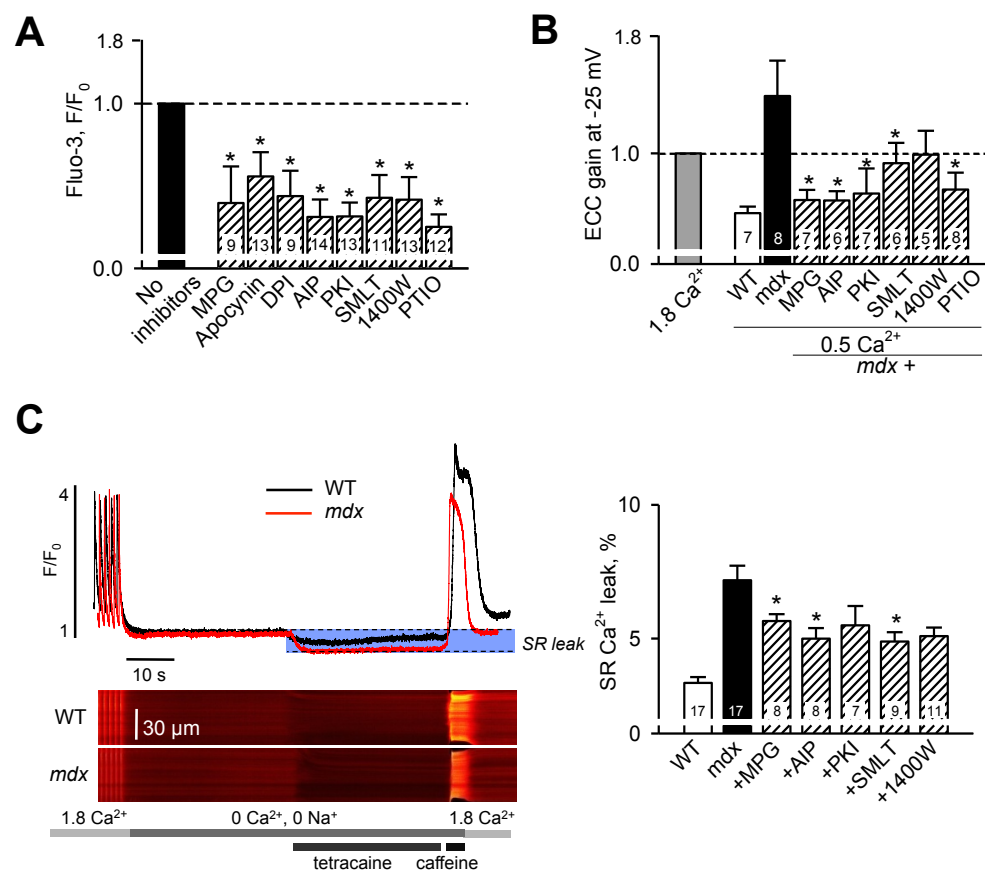 A
Fluo-3, F/F₀
1.8
1.0
0.0
9
13
9
14
13
11
13
12
*
*
*
*
*
*
*
*
No inhibitors
MPG
Apocynin
DPI
AIP
PKI
SMLT
1400W
PTIO
B
ECC gain at -25 mV
1.8
1.0
0.0
7
8
7
6
7
6
5
8
*
*
*
*
*
1.8 Ca²⁺
WT
mdx
MPG
AIP
PKI
SMLT
1400W
PTIO
0.5 Ca²⁺
mdx +
C
4
F/F₀
1
WT
mdx
SR leak
10 s
WT
30 µm
mdx
1.8 Ca²⁺
0 Ca²⁺, 0 Na⁺
1.8 Ca²⁺
tetracaine
caffeine
SR Ca²⁺ leak, %
10
5
0
17
17
8
8
7
9
11
*
*
*
WT
mdx
+MPG
+AIP
+PKI
+SMLT
+1400W